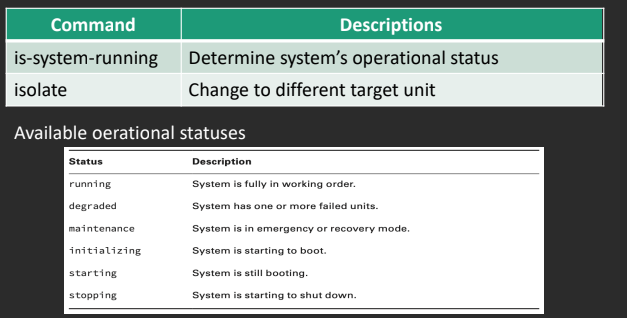 Command Descriptions
is-system-running Determine system's operational status
isolate Change to different target unit
Available oerational statuses
Status Description
running System is fully in working order.
degraded System has one or more failed units.
maintenance System is in emergency or recovery mode.
initializing System is starting to boot.
starting System is still booting.
stopping System is starting to shut down.